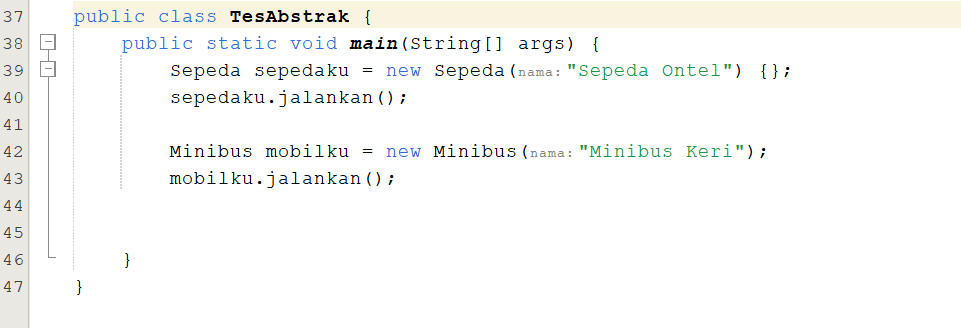 37 public class TesAbstrak {
38 public static void main(String[] args) {
39 Sepeda sepedaku = new Sepeda(nama: "Sepeda Ontel") {};
40 sepedaku.jalankan();
41
42 Minibus mobilku = new Minibus(nama: "Minibus Keri");
43 mobilku.jalankan();
44
45
46 }
47 }